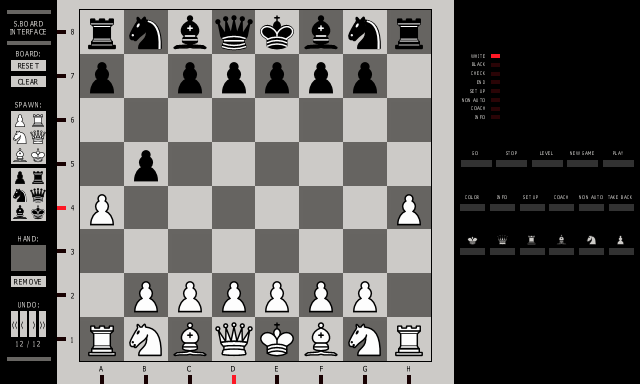 S.BOARD
INTERFACE
BOARD:
RESET
CLEAR
SPAWN:
HAND:
REMOVE
UNDO:
12 / 12
8
7
6
5
4
3
2
1
A B C D E F G H
WHITE
BLACK
CHECK
END
SET UP
NON AUTO
COACH
INFO
GO STOP LEVEL NEW GAME PLAY
COLOR INFO SET UP COACH NON AUTO TAKE BACK